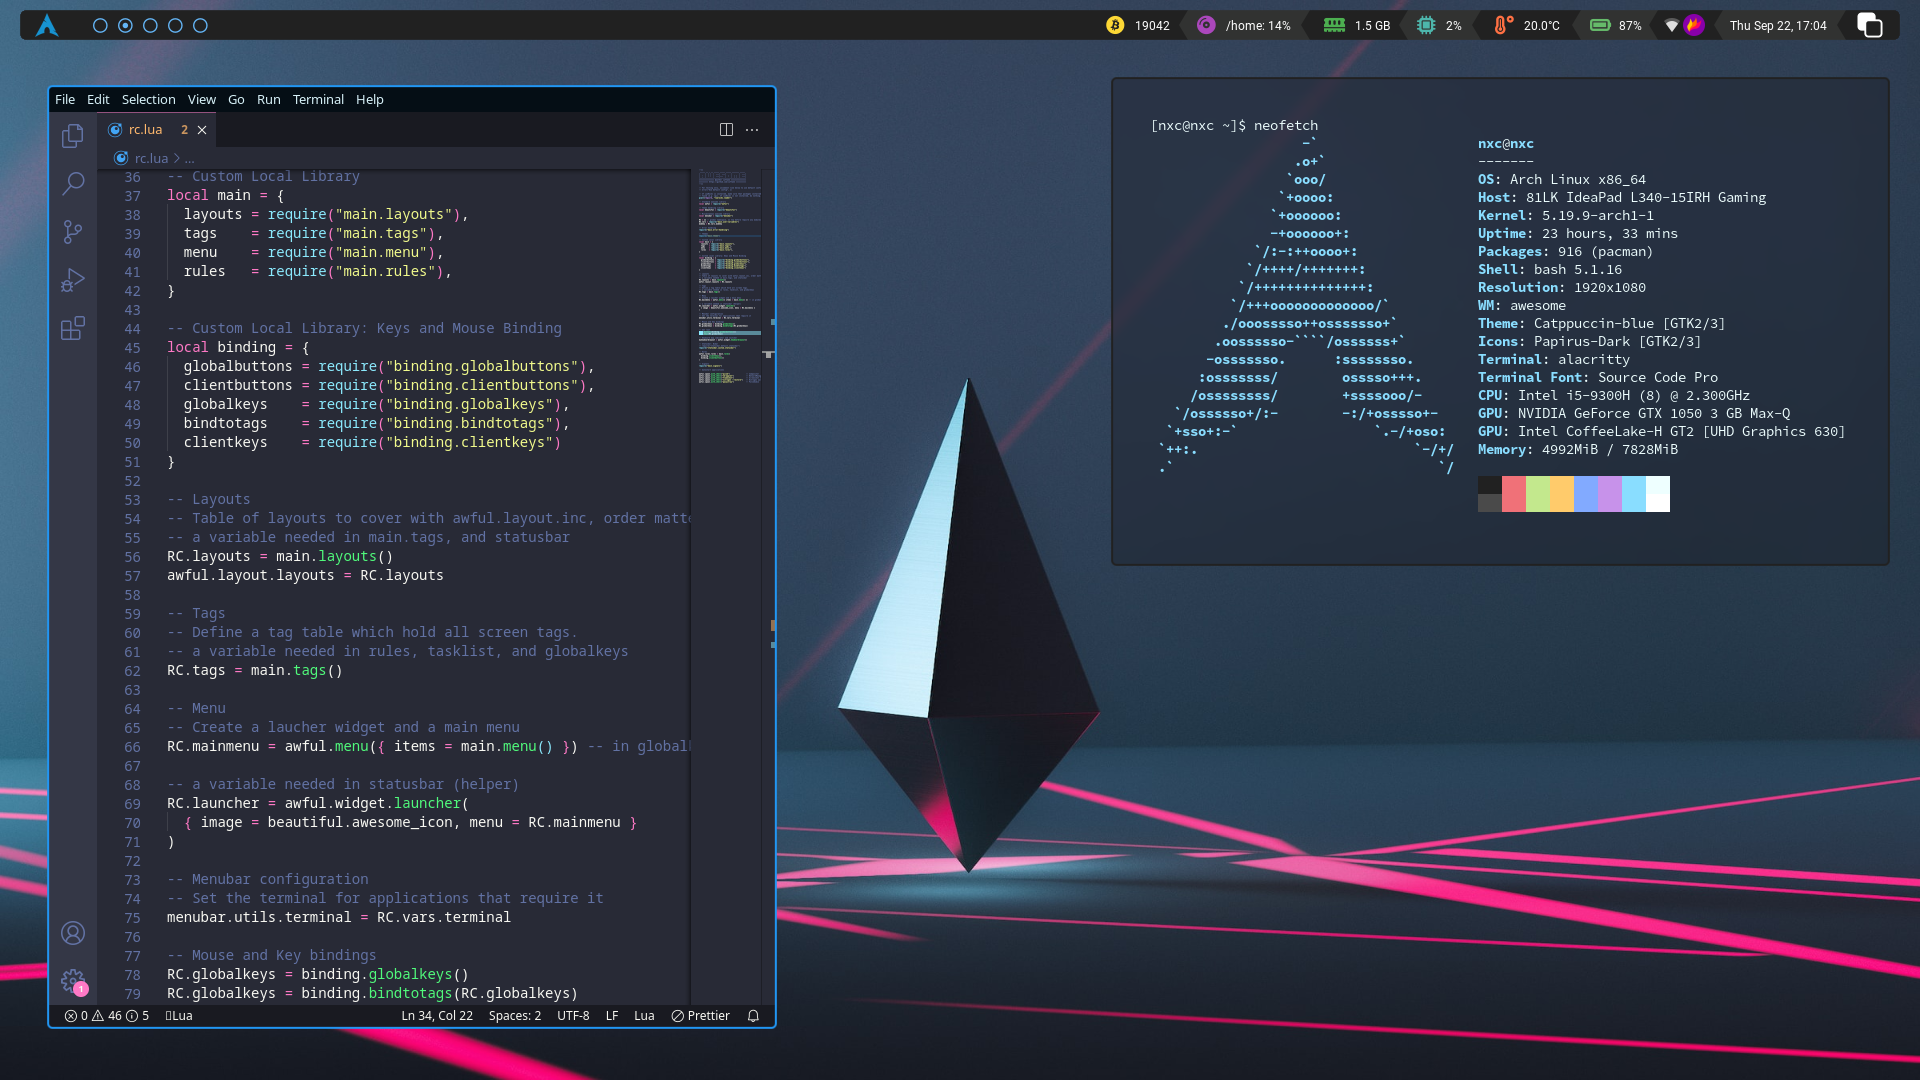 19042
/home: 14%
1.5 GB
2%
20.0°C
87%
Thu Sep 22, 17:04
File Edit Selection View Go Run Terminal Help
rc.lua 2
rc.lua > ...
36 -- Custom Local Library
37 local main = {
38 layouts = require("main.layouts"),
39 tags = require("main.tags"),
40 menu = require("main.menu"),
41 rules = require("main.rules"),
42 }
43
44 -- Custom Local Library: Keys and Mouse Binding
45 local binding = {
46 globalbuttons = require("binding.globalbuttons"),
47 clientbuttons = require("binding.clientbuttons"),
48 globalkeys = require("binding.globalkeys"),
49 bindtotags = require("binding.bindtotags"),
50 clientkeys = require("binding.clientkeys")
51 }
52
53 -- Layouts
54 -- Table of layouts to cover with awful.layout.inc, order matt
55 -- a variable needed in main.tags, and statusbar
56 RC.layouts = main.layouts()
57 awful.layout.layouts = RC.layouts
58
59 -- Tags
60 -- Define a tag table which hold all screen tags.
61 -- a variable needed in rules, tasklist, and globalkeys
62 RC.tags = main.tags()
63
64 -- Menu
65 -- Create a laucher widget and a main menu
66 RC.mainmenu = awful.menu({ items = main.menu() }) -- in global
67
68 -- a variable needed in statusbar (helper)
69 RC.launcher = awful.widget.launcher(
70 { image = beautiful.awesome_icon, menu = RC.mainmenu }
71 )
72
73 -- Menubar configuration
74 -- Set the terminal for applications that require it
75 menubar.utils.terminal = RC.vars.terminal
76
77 -- Mouse and Key bindings
78 RC.globalkeys = binding.globalkeys()
79 RC.globalkeys = binding.bindtotags(RC.globalkeys)
1
0 46 5 Lua Ln 34, Col 22 Spaces: 2 UTF-8 LF Lua Prettier
[nxc@nxc ~]$ neofetch
-`
.o+`
`ooo/
`+oooo:
`+oooooo:
-+oooooo+:
`/:-:++oooo+:
`/++++/+++++++:
`/++++++++++++++:
`/+++ooooooooooooo/`
./ooosssso++osssssso+`
.oossssso-````/ossssss+`
-osssssso. :ssssssso.
:osssssss/ osssso+++.
/ossssssss/ +ssssooo/-
`/ossssso+/:- -:/+osssso+-
`+sso+:-` `.-/+oso:
`++:. `-/+/
.` `/
nxc@nxc
-------
OS: Arch Linux x86_64
Host: 81LK IdeaPad L340-15IRH Gaming
Kernel: 5.19.9-arch1-1
Uptime: 23 hours, 33 mins
Packages: 916 (pacman)
Shell: bash 5.1.16
Resolution: 1920x1080
WM: awesome
Theme: Catppuccin-blue [GTK2/3]
Icons: Papirus-Dark [GTK2/3]
Terminal: alacritty
Terminal Font: Source Code Pro
CPU: Intel i5-9300H (8) @ 2.300GHz
GPU: NVIDIA GeForce GTX 1050 3 GB Max-Q
GPU: Intel CoffeeLake-H GT2 [UHD Graphics 630]
Memory: 4992MiB / 7828MiB